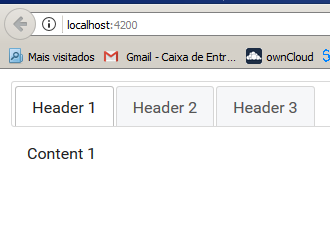 localhost:4200
Mais visitados Gmail - Caixa de Entr... ownCloud
Header 1 Header 2 Header 3
Content 1